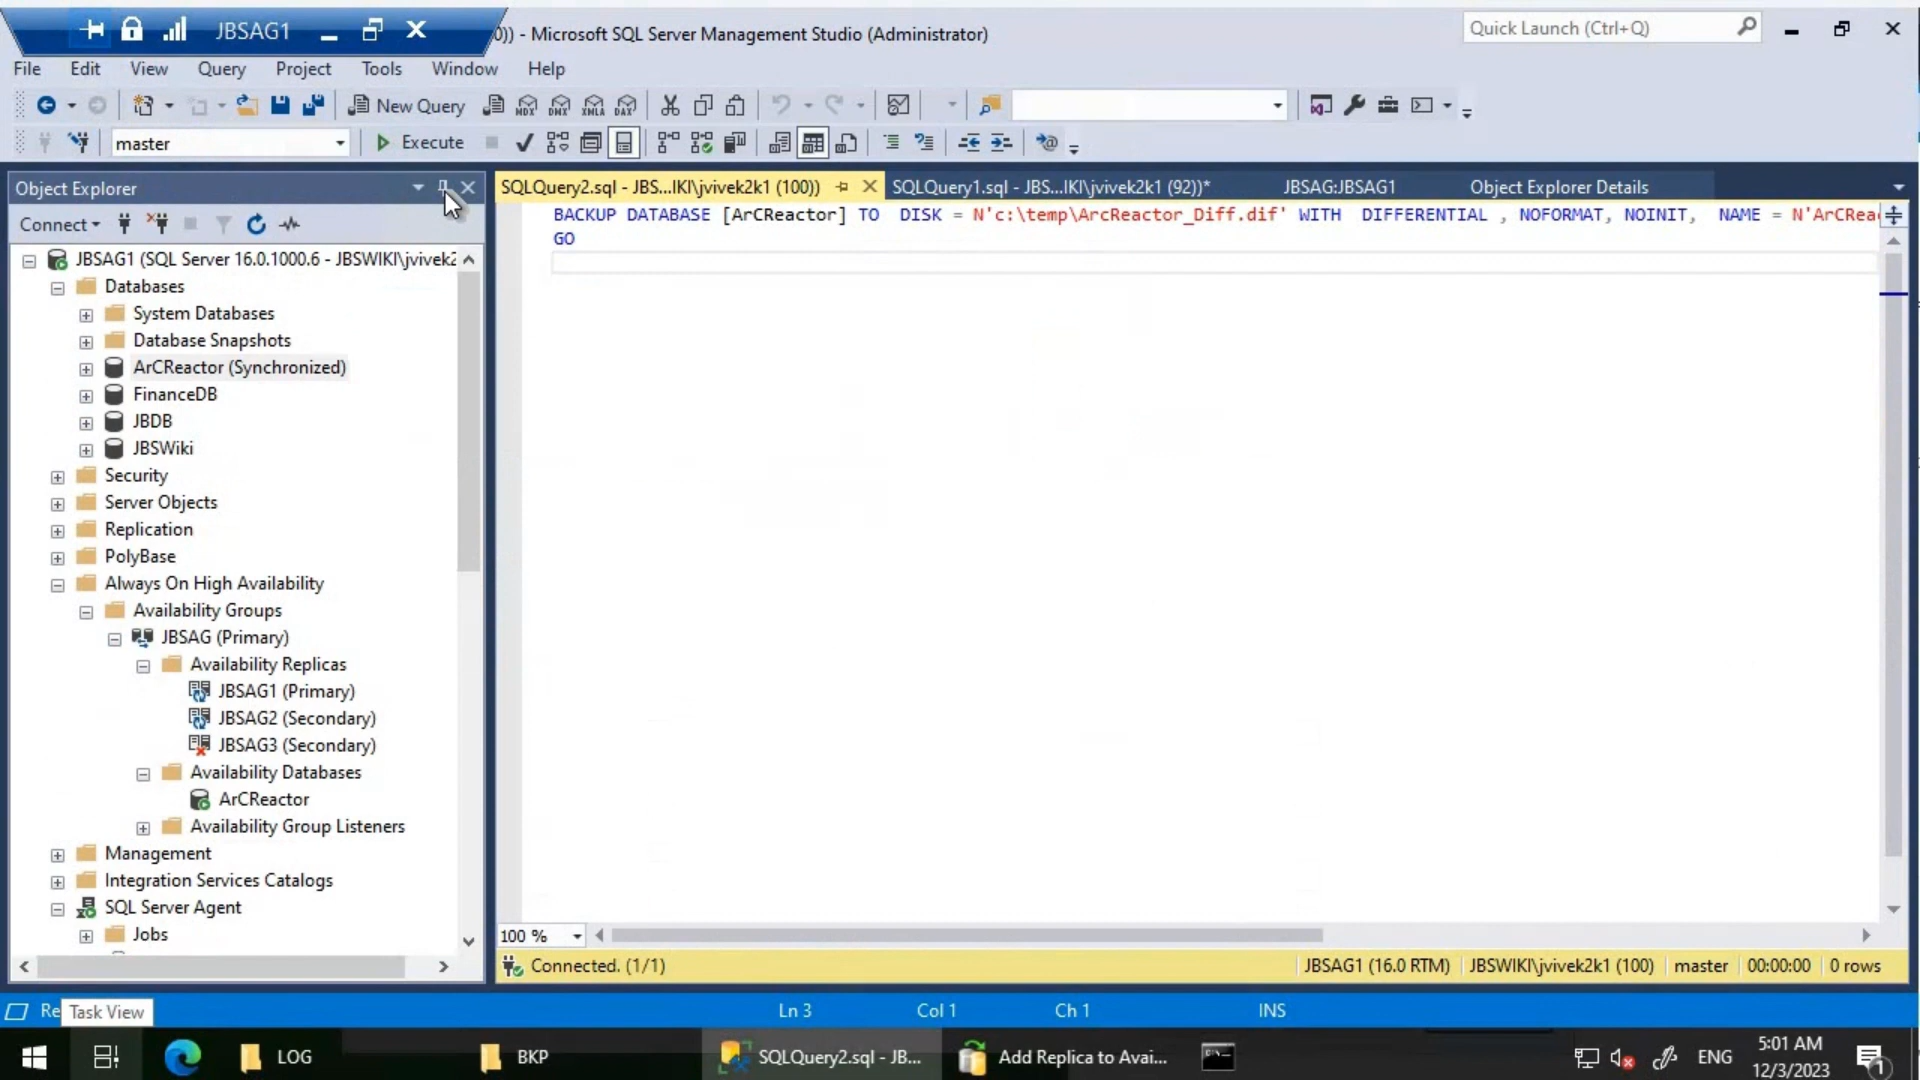 JBSAG1
0)) - Microsoft SQL Server Management Studio (Administrator)
Quick Launch (Ctrl+Q)
File Edit View Query Project Tools Window Help
New Query MDX DMX XMLA DAX
master Execute
Object Explorer
SQLQuery2.sql - JBS...IKI\jvivek2k1 (100)) SQLQuery1.sql - JBS...IKI\jvivek2k1 (92))* JBSAG:JBSAG1 Object Explorer Details
BACKUP DATABASE [ArCReactor] TO DISK = N'c:\temp\ArcReactor_Diff.dif' WITH DIFFERENTIAL , NOFORMAT, NOINIT, NAME = N'ArCReac
GO
Connect
JBSAG1 (SQL Server 16.0.1000.6 - JBSWIKI\jvivek2
Databases
System Databases
Database Snapshots
ArCReactor (Synchronized)
FinanceDB
JBDB
JBSWiki
Security
Server Objects
Replication
PolyBase
Always On High Availability
Availability Groups
JBSAG (Primary)
Availability Replicas
JBSAG1 (Primary)
JBSAG2 (Secondary)
JBSAG3 (Secondary)
Availability Databases
ArCReactor
Availability Group Listeners
Management
Integration Services Catalogs
SQL Server Agent
Jobs
100 %
Connected. (1/1) JBSAG1 (16.0 RTM) JBSWIKI\jvivek2k1 (100) master 00:00:00 0 rows
Re Task View Ln 3 Col 1 Ch 1 INS
LOG BKP SQLQuery2.sql - JB... Add Replica to Avai... ENG 5:01 AM
12/3/2023 1